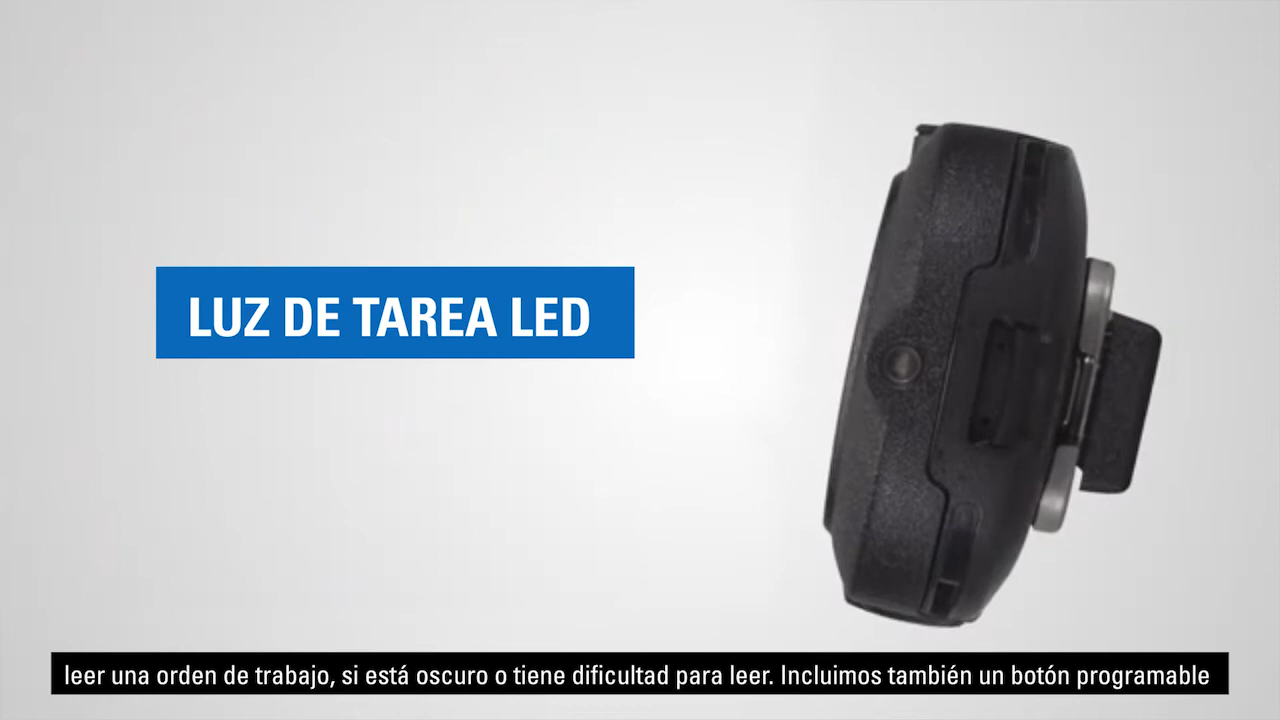 LUZ DE TAREA LED
leer una orden de trabajo, si está oscuro o tiene dificultad para leer. Incluimos también un botón programable